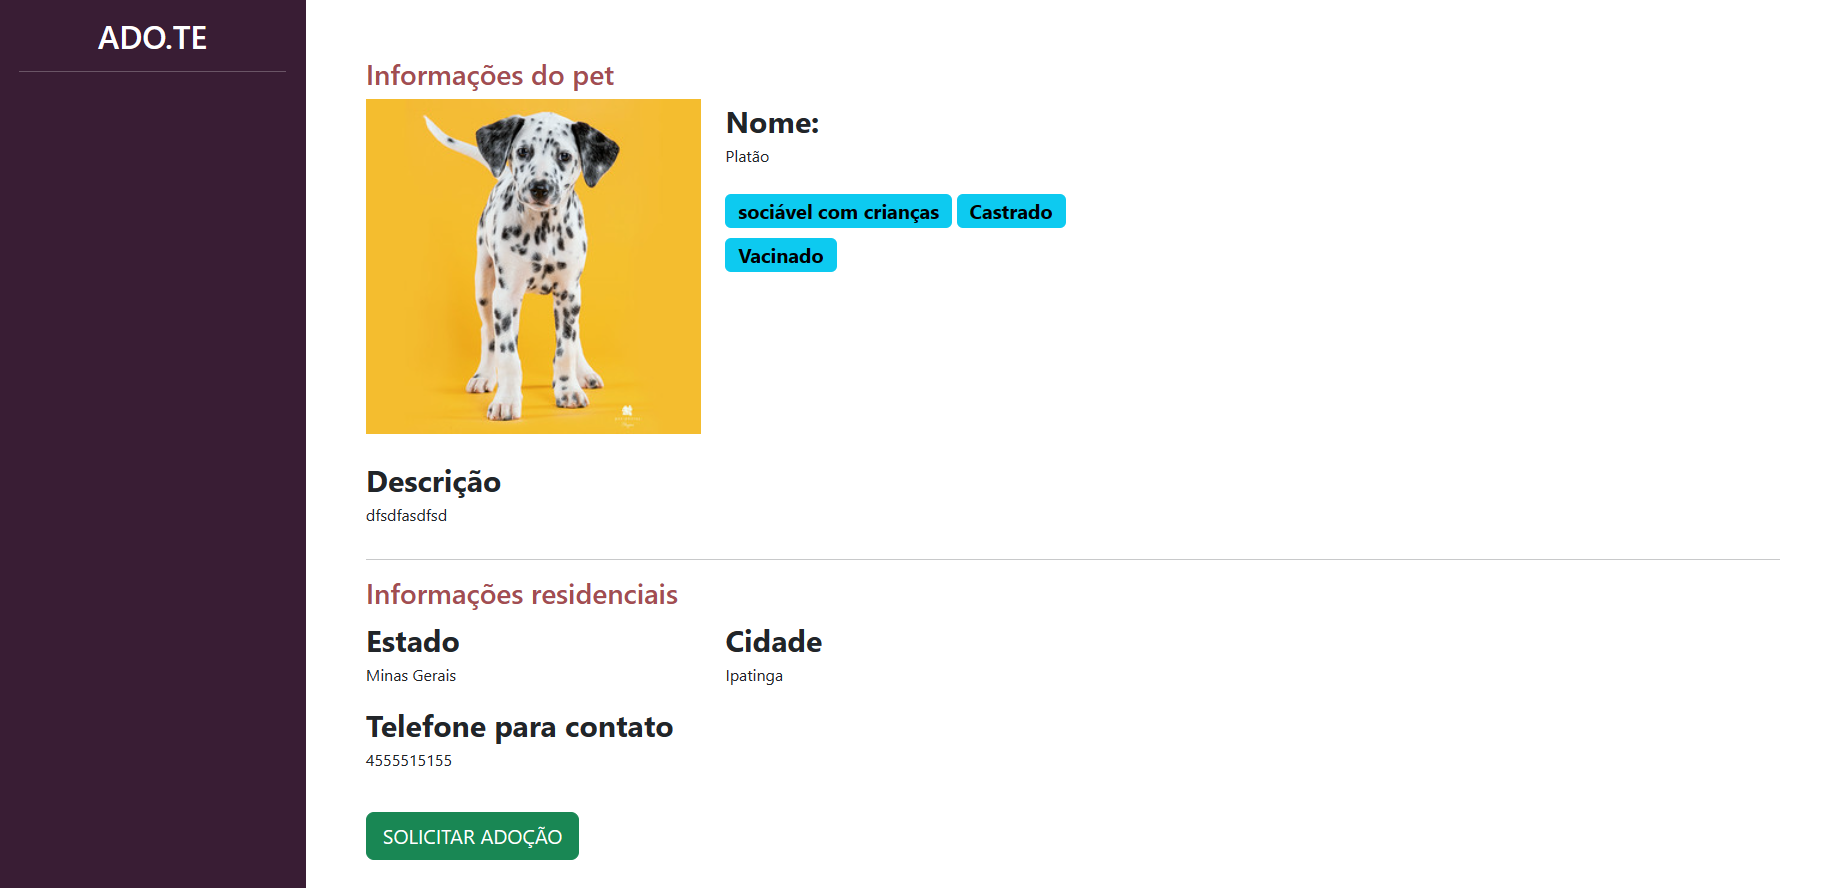 ADO.TE
Informações do pet
Nome:
Platão
sociável com crianças Castrado
Vacinado
Descrição
dfsdfasdfsd
Informações residenciais
Estado
Minas Gerais
Cidade
Ipatinga
Telefone para contato
4555515155
SOLICITAR ADOÇÃO